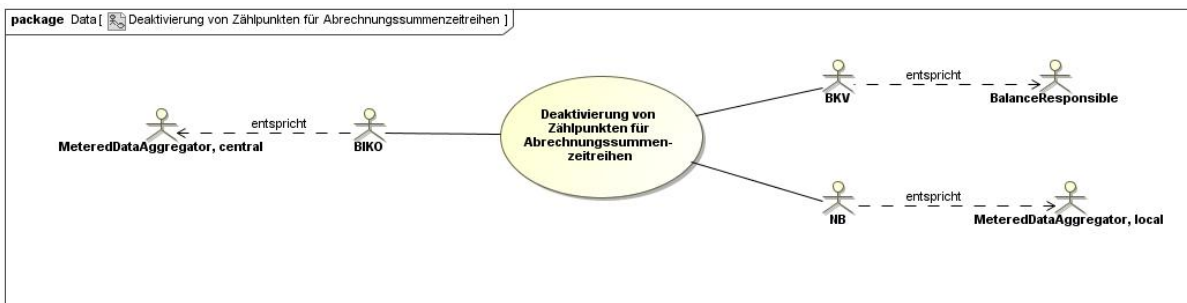 package Data [ Deaktivierung von Zählpunkten für Abrechnungssummenzeitreihen ]
entspricht
MeteredDataAggregator, central
BIKO
Deaktivierung von
Zählpunkten für
Abrechnungssummen-
zeitreihen
BKV
entspricht
BalanceResponsible
NB
entspricht
MeteredDataAggregator, local